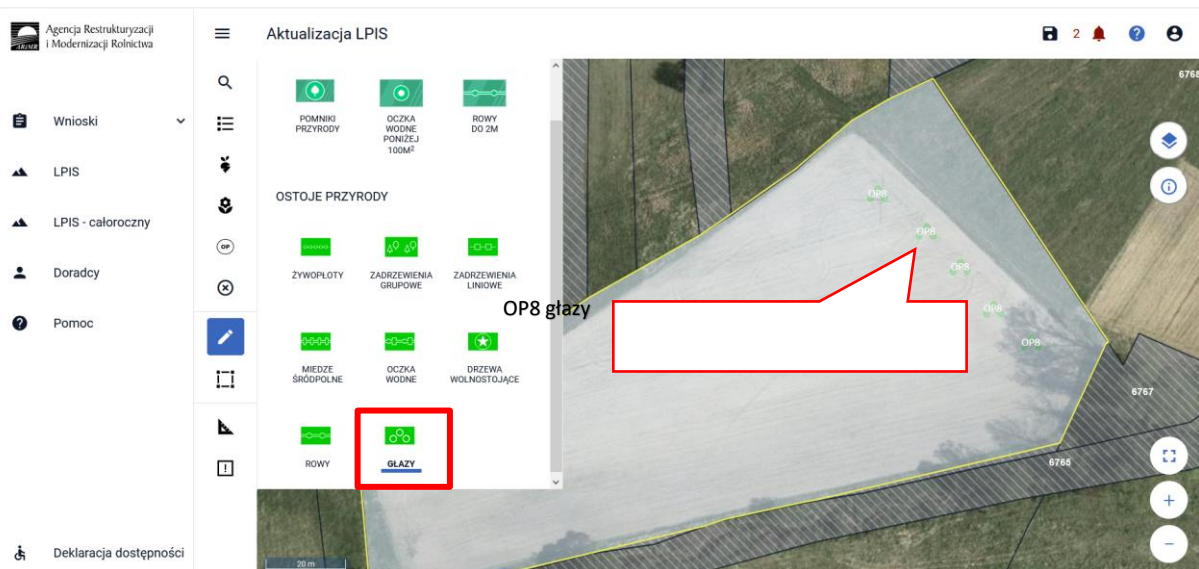 Agencja Restrukturyzacji
i Modernizacji Rolnictwa
ARiMR
Aktualizacja LPIS
2
Wnioski
LPIS
LPIS - całoroczny
Doradcy
Pomoc
Deklaracja dostępności
OP
POMNIKI
PRZYRODY
OCZKA
WODNE
PONIŻEJ
100M²
ROWY
DO 2M
OSTOJE PRZYRODY
ŻYWOPŁOTY
ZADRZEWIENIA
GRUPOWE
ZADRZEWIENIA
LINIOWE
MIEDZE
ŚRÓDPOLNE
OCZKA
WODNE
DRZEWA
WOLNOSTOJĄCE
ROWY
GŁAZY
OP8 głazy
OP8
OP8
OP8
OP8
OP8
6768
6767
6765
20 m